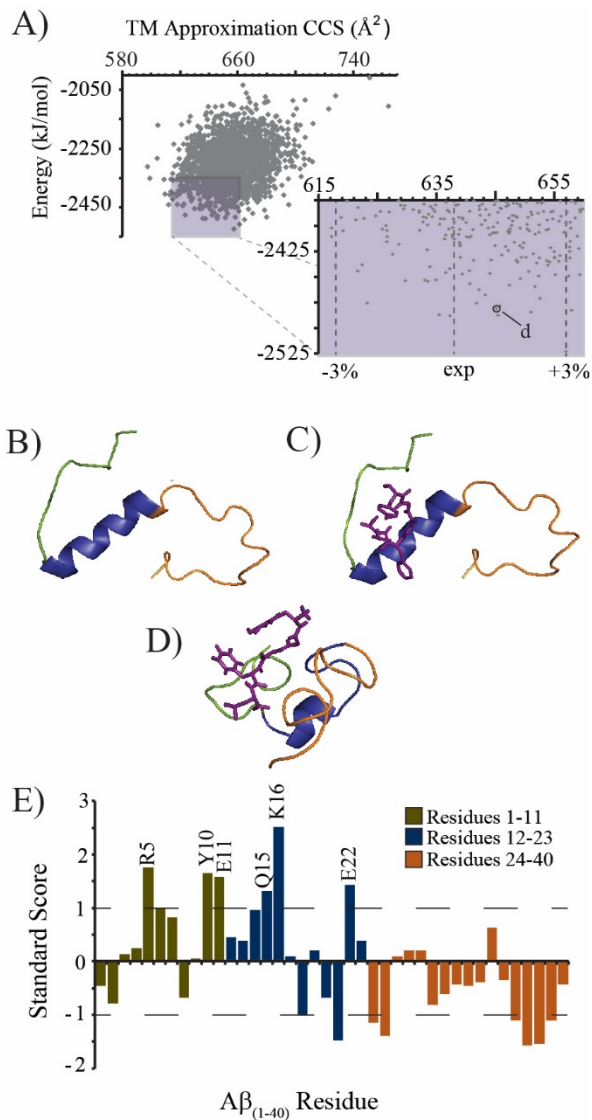 A)
TM Approximation CCS (Å²)
580 660 740
Energy (kJ/mol)
-2050
-2250
-2450
615 635 655
-2425
-2525
d
-3% exp +3%
B)
C)
D)
E)
Standard Score
3
2
1
0
-1
-2
R5
Y10
E11
Q15
K16
E22
Residues 1-11
Residues 12-23
Residues 24-40
Aβ(1-40) Residue